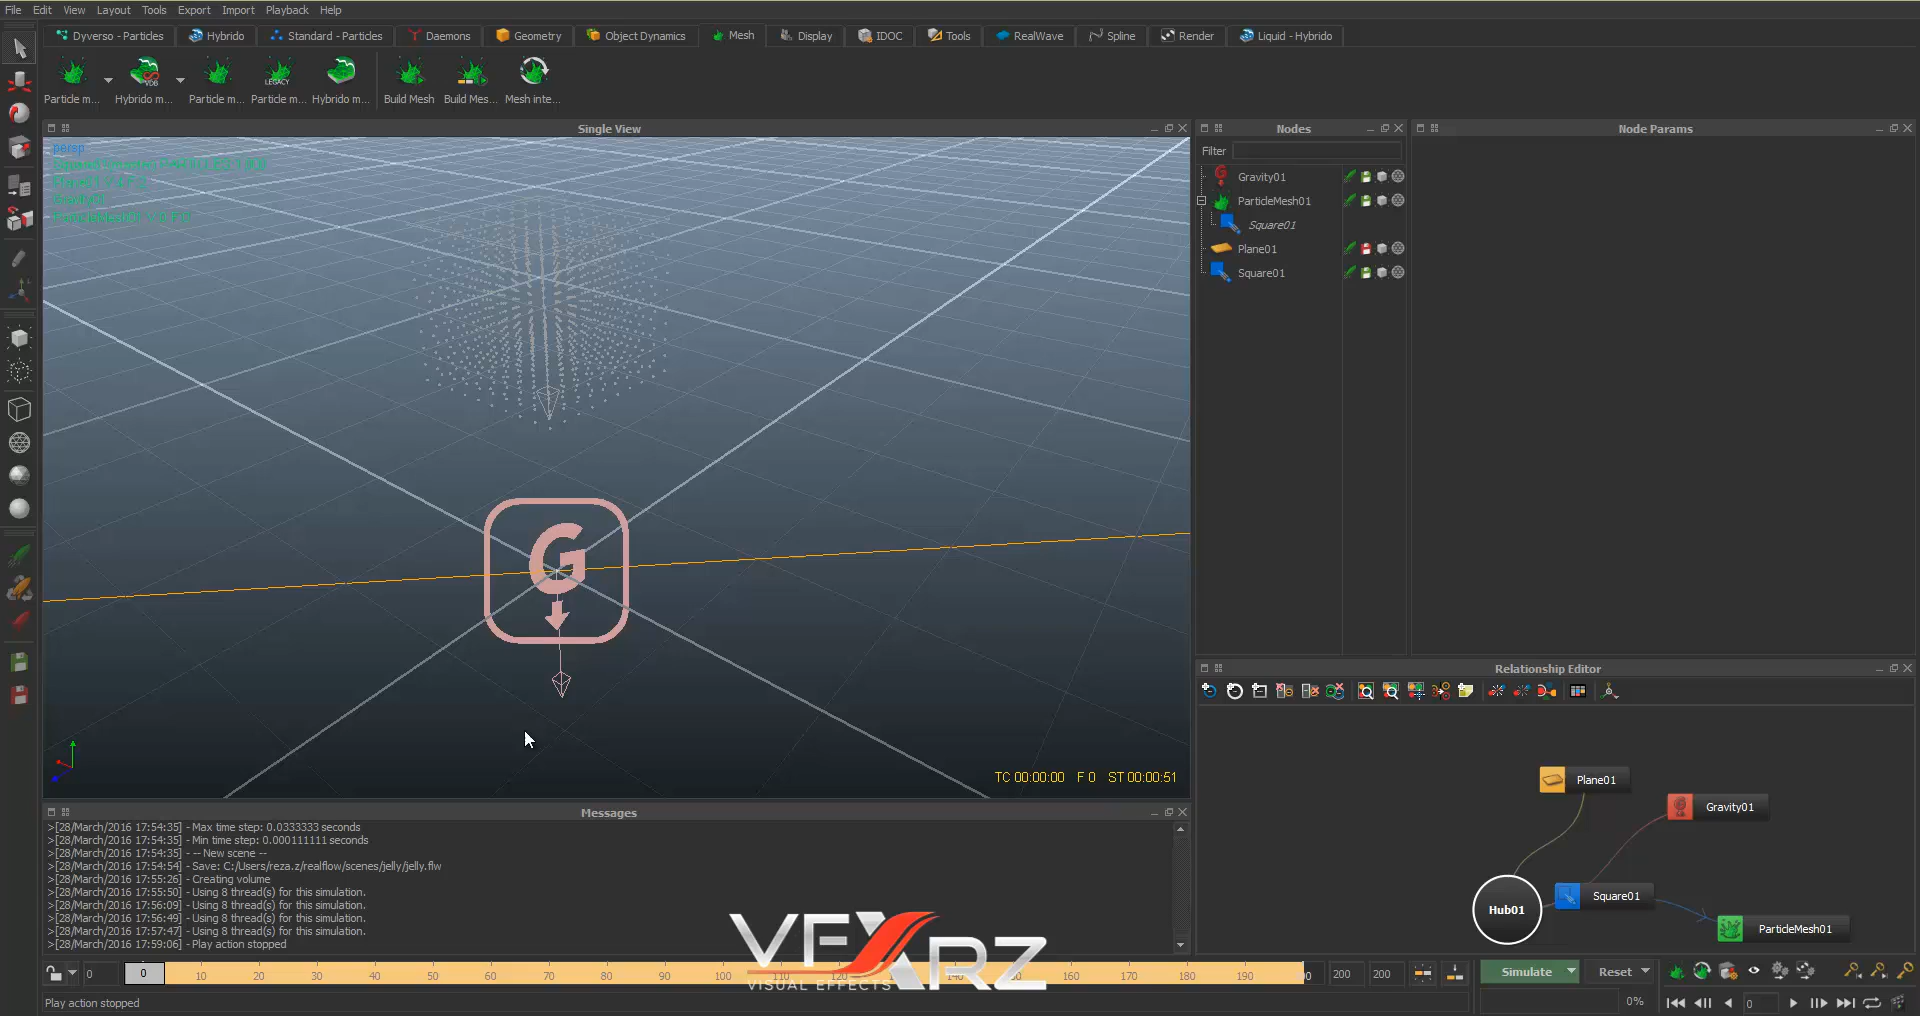 File Edit View Layout Tools Export Import Playback Help
Dyverso - Particles Hybrido Standard - Particles Daemons Geometry Object Dynamics Mesh Display IDOC Tools RealWave Spline Render Liquid - Hybrido
VDB LEGACY
Particle m... Hybrido m... Particle m... Particle m... Hybrido m... Build Mesh Build Mes... Mesh inte...
Single View
persp
G
TC 00:00:00 F 0 ST 00:00:51
Nodes
Filter
Gravity01
ParticleMesh01
Square01
Plane01
Square01
Node Params
Relationship Editor
Plane01
Gravity01
Hub01
Square01
ParticleMesh01
Messages
>[28/March/2016 17:54:35] - Max time step: 0.0333333 seconds
>[28/March/2016 17:54:35] - Min time step: 0.000111111 seconds
>[28/March/2016 17:54:35] - -- New scene --
>[28/March/2016 17:54:54] - Save: C:/Users/reza.z/realflow/scenes/jelly/jelly.flw
>[28/March/2016 17:55:26] - Creating volume
>[28/March/2016 17:55:50] - Using 8 thread(s) for this simulation.
>[28/March/2016 17:56:09] - Using 8 thread(s) for this simulation.
>[28/March/2016 17:56:49] - Using 8 thread(s) for this simulation.
>[28/March/2016 17:57:47] - Using 8 thread(s) for this simulation.
>[28/March/2016 17:59:06] - Play action stopped
VFXARZ
VISUAL EFFECTS
0 0 10 20 30 40 50 60 70 80 90 100 110 160 170 180 190 200 200
Simulate Reset
0%
0
Play action stopped